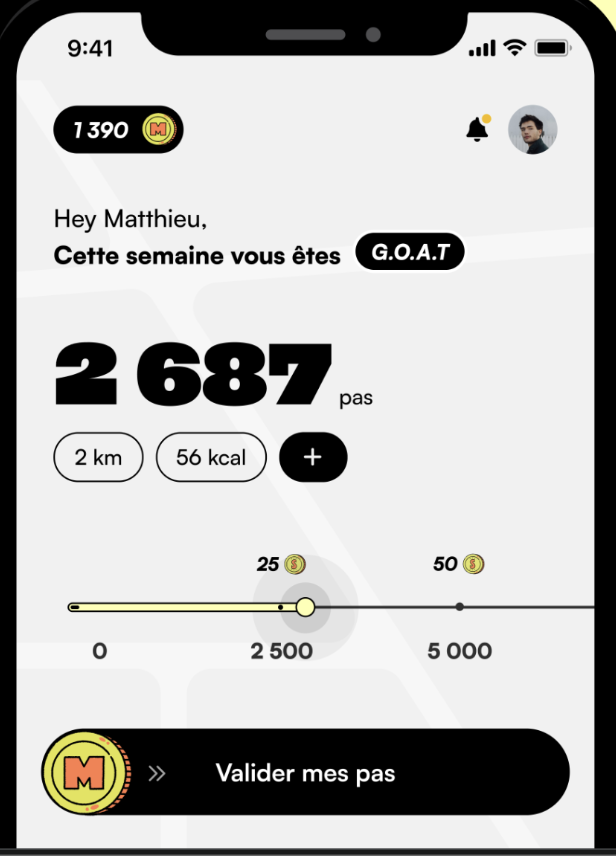 9:41
1 390 M
Hey Matthieu,
Cette semaine vous êtes G.O.A.T
2 687 pas
2 km 56 kcal +
25 $ 50 $
0 2 500 5 000
M » Valider mes pas